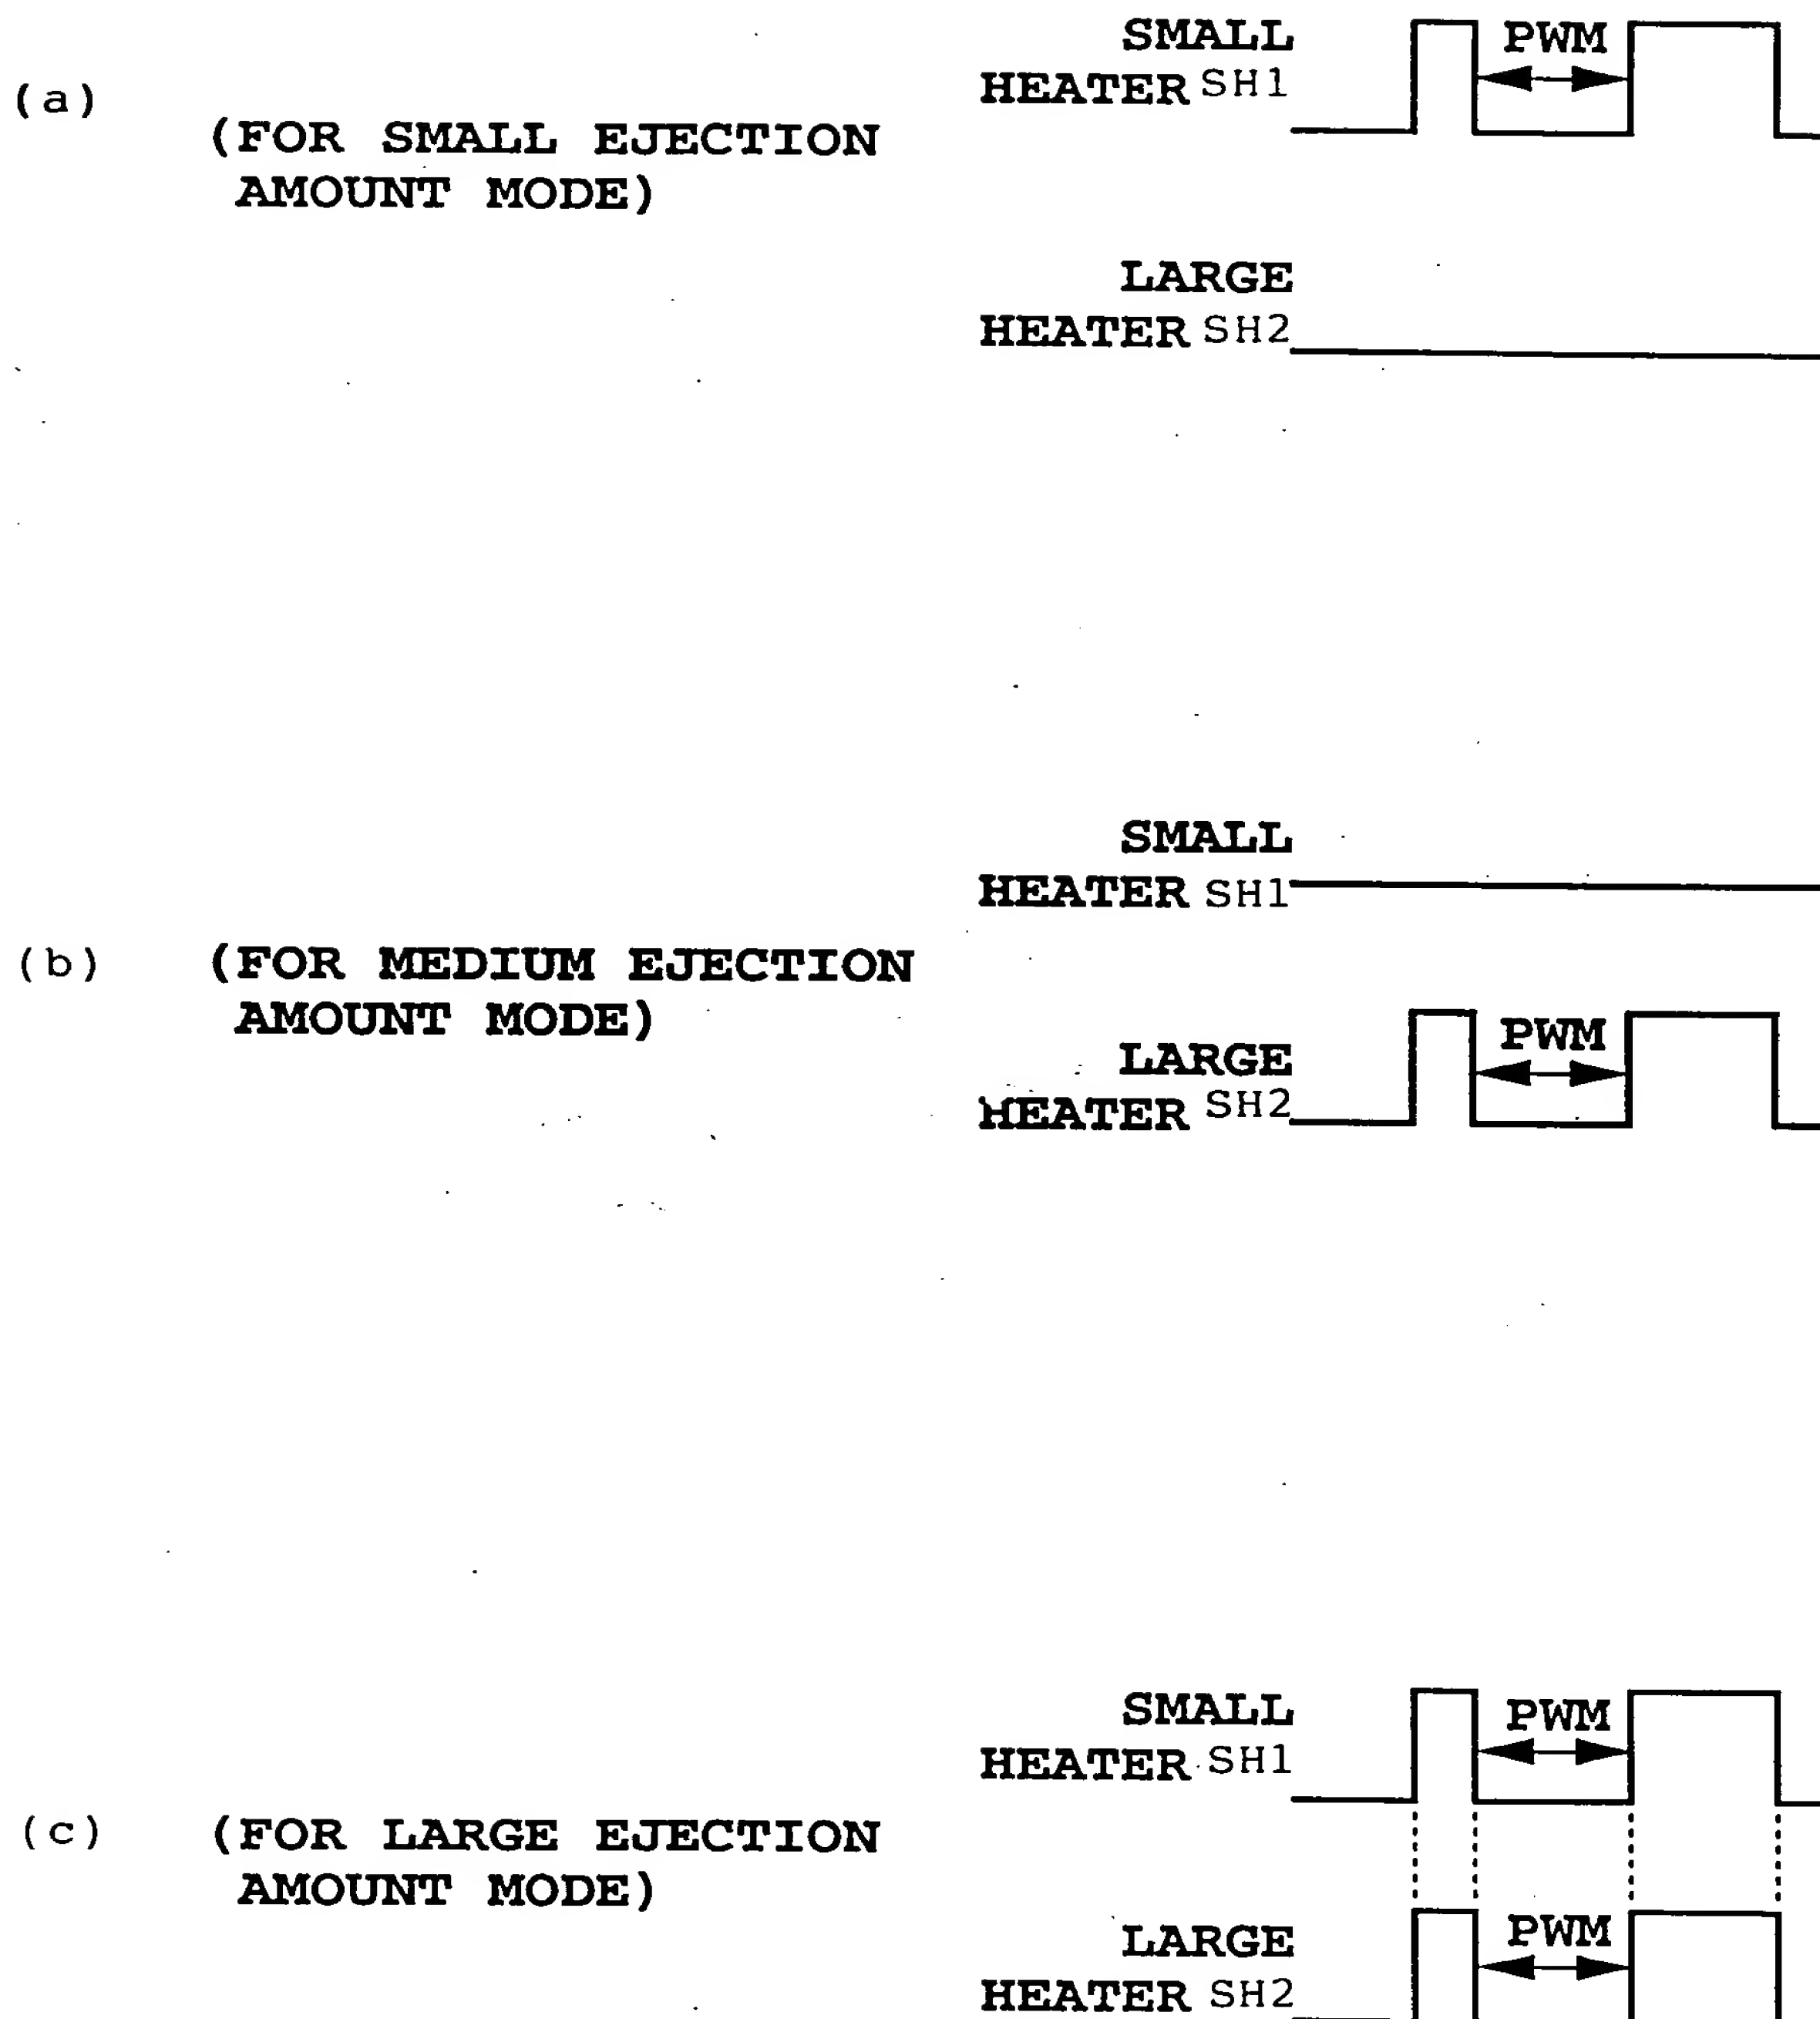 (a)
(FOR SMALL EJECTION
AMOUNT MODE)
SMALL
HEATER SH1
PWM
LARGE
HEATER SH2
(b)
(FOR MEDIUM EJECTION
AMOUNT MODE)
SMALL
HEATER SH1
LARGE
HEATER SH2
PWM
(c)
(FOR LARGE EJECTION
AMOUNT MODE)
SMALL
HEATER SH1
PWM
LARGE
HEATER SH2
PWM